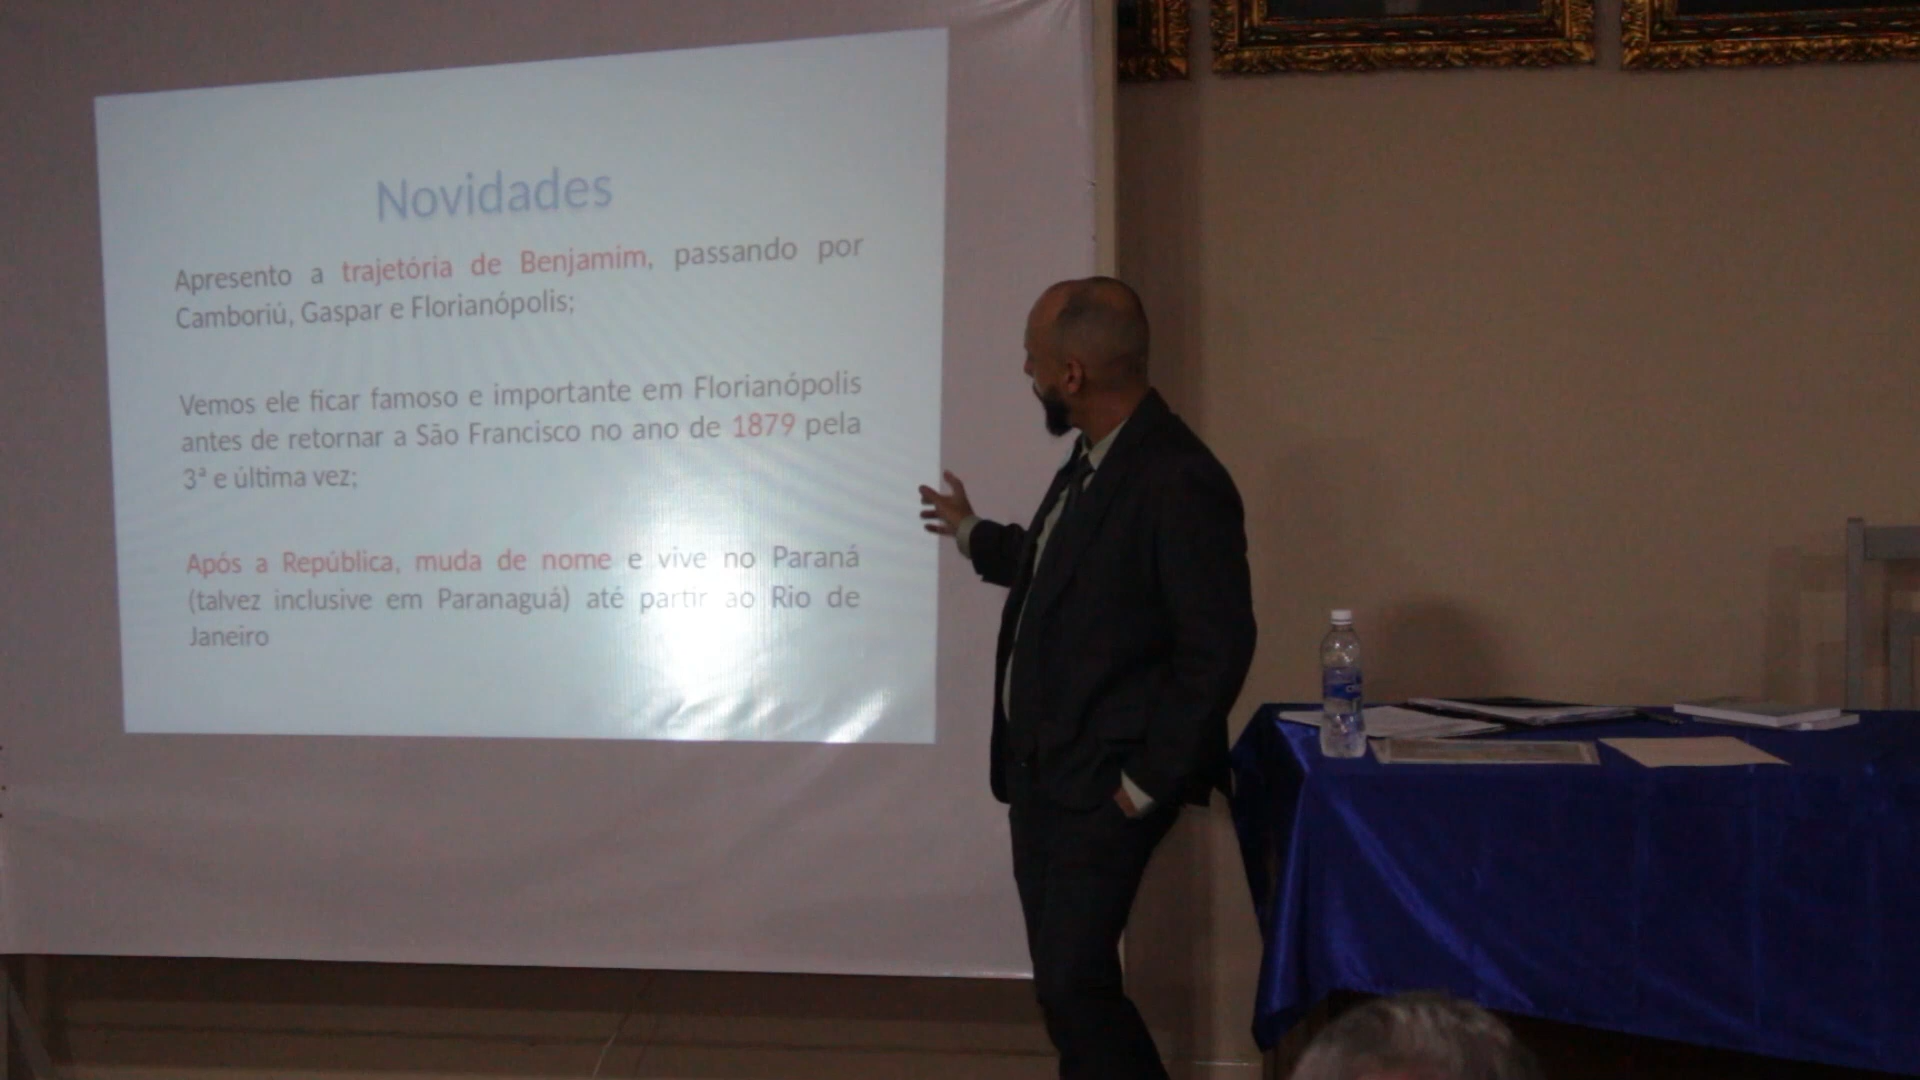 Novidades
Apresento a trajetória de Benjamim, passando por
Camboriú, Gaspar e Florianópolis;
Vemos ele ficar famoso e importante em Florianópolis
antes de retornar a São Francisco no ano de 1879 pela
3ª e última vez;
Após a República, muda de nome e vive no Paraná
(talvez inclusive em Paranaguá) até partir ao Rio de
Janeiro